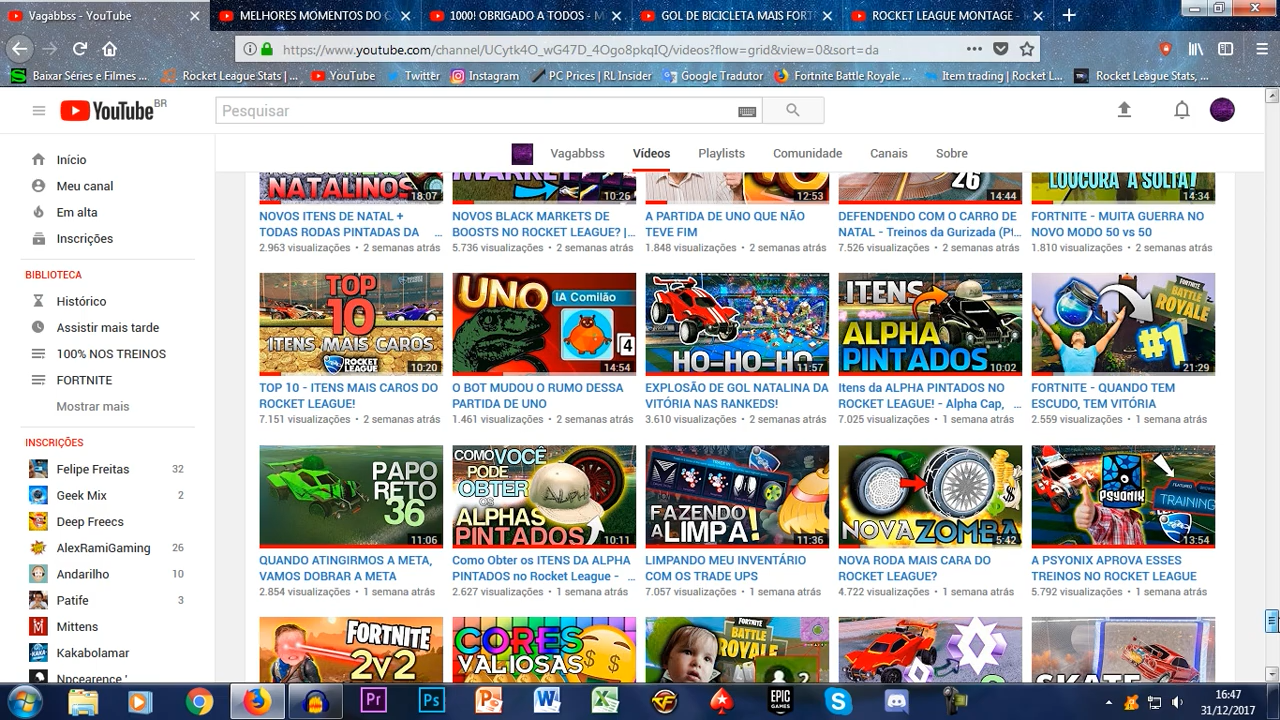 Vagabbss - YouTube
MELHORES MOMENTOS DO C
1000! OBRIGADO A TODOS - M
GOL DE BICICLETA MAIS FORT
ROCKET LEAGUE MONTAGE -
https://www.youtube.com/channel/UCytk4O_wG47D_4Ogo8pkqIQ/videos?flow=grid&view=0&sort=da
Baixar Séries e Filmes ...
Rocket League Stats | ...
YouTube
Twitter
Instagram
PC Prices | RL Insider
Google Tradutor
Fortnite Battle Royale ...
Item trading | Rocket L...
Rocket League Stats, ...
YouTube BR
Pesquisar
Vagabbss
Vídeos
Playlists
Comunidade
Canais
Sobre
Início
Meu canal
Em alta
Inscrições
BIBLIOTECA
Histórico
Assistir mais tarde
100% NOS TREINOS
FORTNITE
Mostrar mais
INSCRIÇÕES
Felipe Freitas 32
Geek Mix 2
Deep Freecs
AlexRamiGaming 26
Andarilho 10
Patife 3
Mittens
Kakabolamar
Npcearence '
NATALINOS
18:07
NOVOS ITENS DE NATAL +
TODAS RODAS PINTADAS DA ...
2.963 visualizações • 2 semanas atrás
MARKET
10:26
NOVOS BLACK MARKETS DE
BOOSTS NO ROCKET LEAGUE? |...
5.736 visualizações • 2 semanas atrás
12:53
A PARTIDA DE UNO QUE NÃO
TEVE FIM
1.848 visualizações • 2 semanas atrás
26
14:44
DEFENDENDO COM O CARRO DE
NATAL - Treinos da Gurizada (Pt...
7.526 visualizações • 2 semanas atrás
LOUCURA À SOLTA!
14:34
FORTNITE - MUITA GUERRA NO
NOVO MODO 50 vs 50
1.810 visualizações • 2 semanas atrás
TOP
10
ITENS MAIS CAROS
ROCKET
LEAGUE
10:20
TOP 10 - ITENS MAIS CAROS DO
ROCKET LEAGUE!
7.151 visualizações • 2 semanas atrás
UNO
IA Comilão
4
14:54
O BOT MUDOU O RUMO DESSA
PARTIDA DE UNO
1.461 visualizações • 2 semanas atrás
HO-HO-HO
11:57
EXPLOSÃO DE GOL NATALINA DA
VITÓRIA NAS RANKEDS!
3.610 visualizações • 2 semanas atrás
ITENS
ALPHA
PINTADOS
10:02
Itens da ALPHA PINTADOS NO
ROCKET LEAGUE! - Alpha Cap, ...
7.025 visualizações • 1 semana atrás
FORTNITE
BATTLE
ROYALE
#1
21:29
FORTNITE - QUANDO TEM
ESCUDO, TEM VITÓRIA
2.559 visualizações • 1 semana atrás
PAPO
RETO
36
11:06
QUANDO ATINGIRMOS A META,
VAMOS DOBRAR A META
2.854 visualizações • 1 semana atrás
COMO VOCÊ
PODE
OBTER
OS
ALPHAS
PINTADOS
10:11
Como Obter os ITENS DA ALPHA
PINTADOS no Rocket League - ...
2.627 visualizações • 1 semana atrás
FAZENDO
A LIMPA!
11:36
LIMPANDO MEU INVENTÁRIO
COM OS TRADE UPS
7.057 visualizações • 1 semana atrás
NOVA ZOMBA
5:42
NOVA RODA MAIS CARA DO
ROCKET LEAGUE?
4.722 visualizações • 1 semana atrás
PSYONIX
FEATURED
TRAINING
13:54
A PSYONIX APROVA ESSES
TREINOS NO ROCKET LEAGUE
5.792 visualizações • 1 semana atrás
FORTNITE
2v2
CORES
VALIOSAS
$ $
FORTNITE
BATTLE
ROYALE
SKATE
Pr
Ps
EPIC
GAMES
16:47
31/12/2017